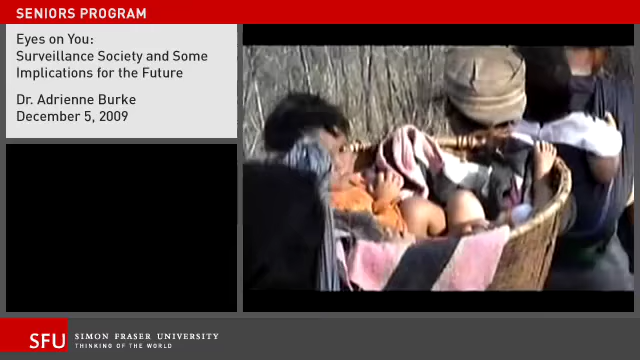 SENIORS PROGRAM
Eyes on You:
Surveillance Society and Some
Implications for the Future
Dr. Adrienne Burke
December 5, 2009
SFU
SIMON FRASER UNIVERSITY
THINKING OF THE WORLD